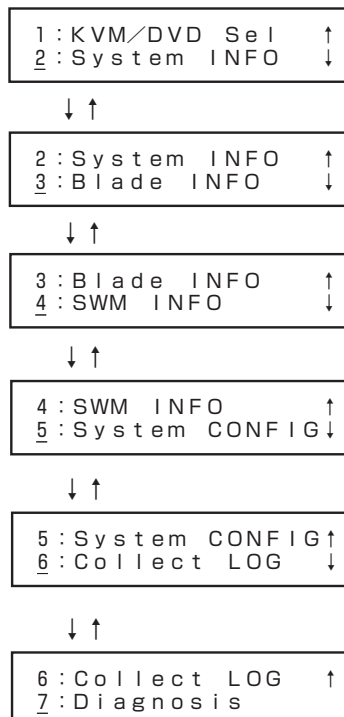 1:KVM/DVD Sel ↑
2:System INFO ↓
↓ ↑
2:System INFO ↑
3:Blade INFO ↓
↓ ↑
3:Blade INFO ↑
4:SWM INFO ↓
↓ ↑
4:SWM INFO ↑
5:System CONFIG↓
↓ ↑
5:System CONFIG↑
6:Collect LOG ↓
↓ ↑
6:Collect LOG ↑
7:Diagnosis